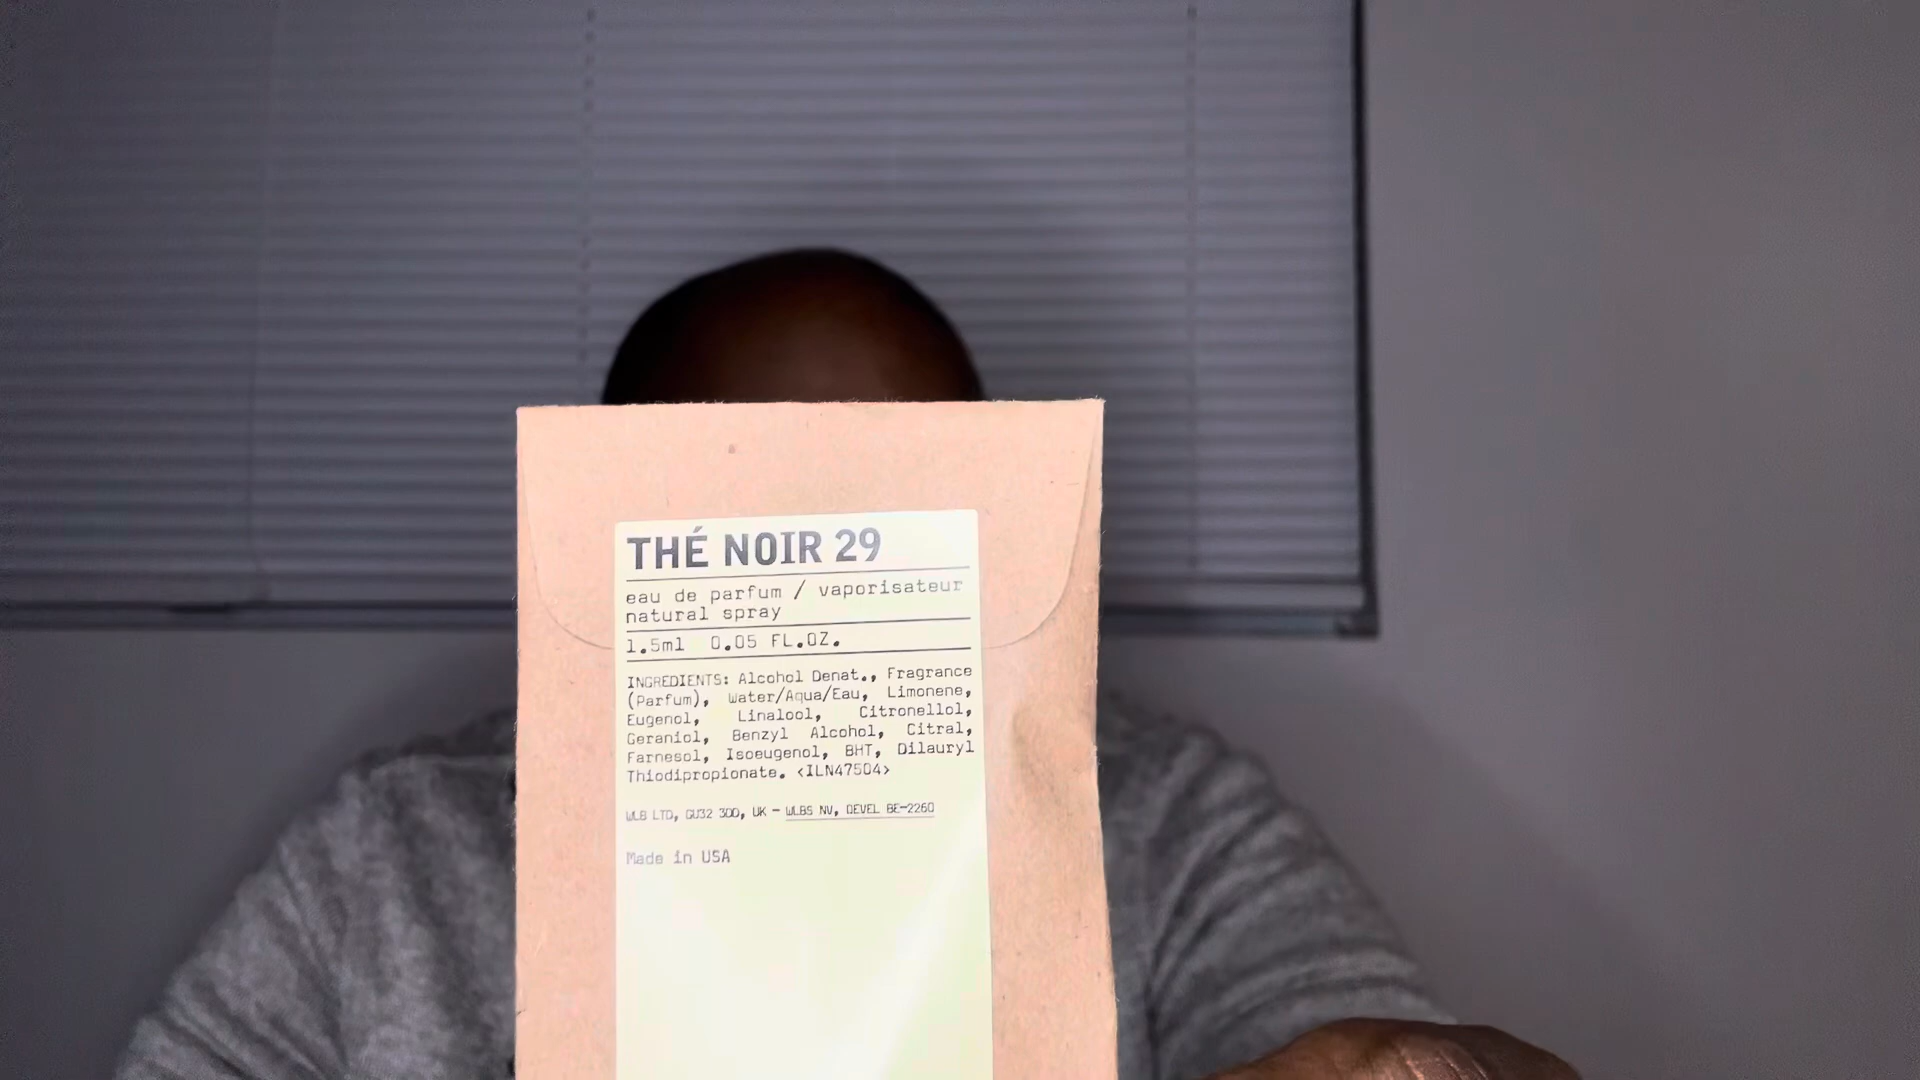 THÉ NOIR 29
eau de parfum / vaporisateur
natural spray
1.5ml 0.05 FL.OZ.
INGREDIENTS: Alcohol Denat., Fragrance
(Parfum), Water/Aqua/Eau, Limonene,
Eugenol, Linalool, Citronellol,
Geraniol, Benzyl Alcohol, Citral,
Farnesol, Isoeugenol, BHT, Dilauryl
Thiodipropionate. <ILN47504>
WLB LTD, GU32 3QD, UK - WLBS NV, OEVEL BE-2260
Made in USA